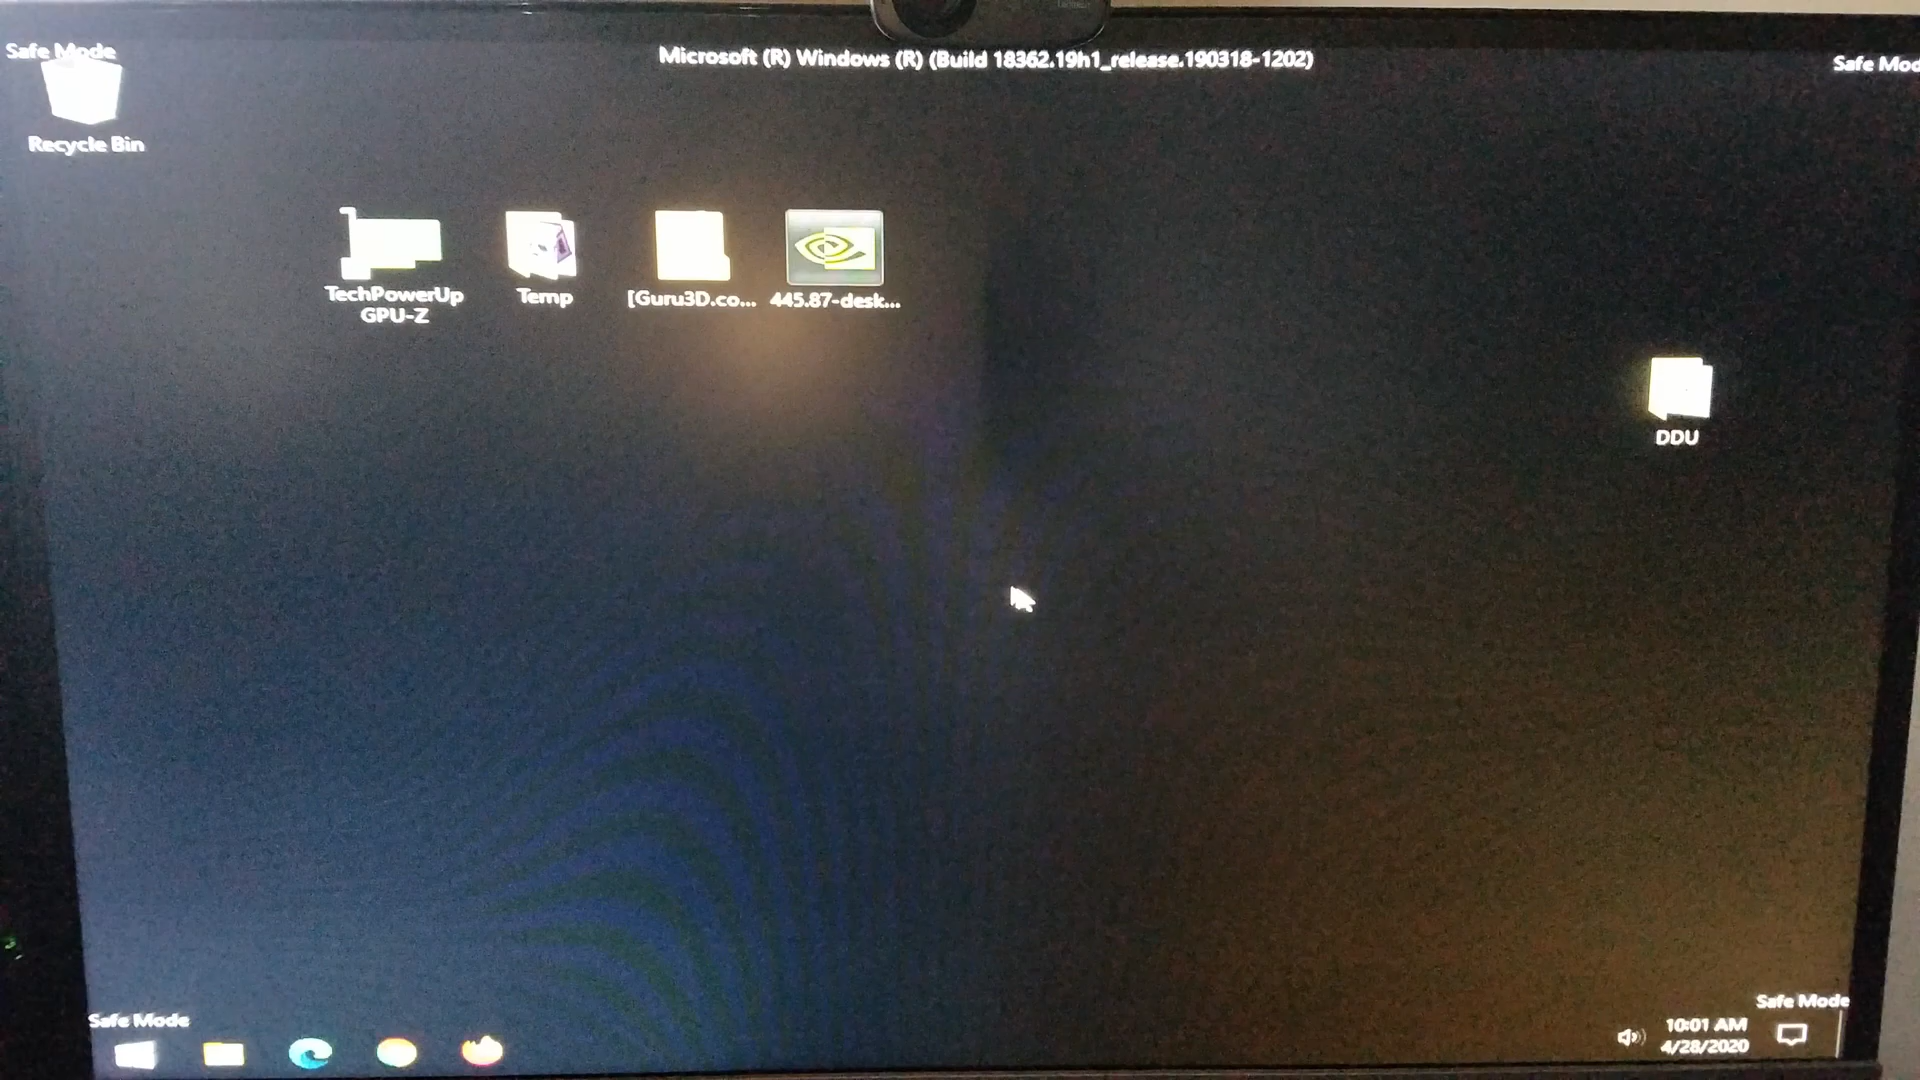 Safe Mode
Microsoft (R) Windows (R) (Build 18362.19h1_release.190318-1202)
Safe Mod
Recycle Bin
TechPowerUp
GPU-Z
Temp
[Guru3D.co...
445.87-desk...
DDU
Safe Mode
Safe Mode
10:01 AM
4/28/2020